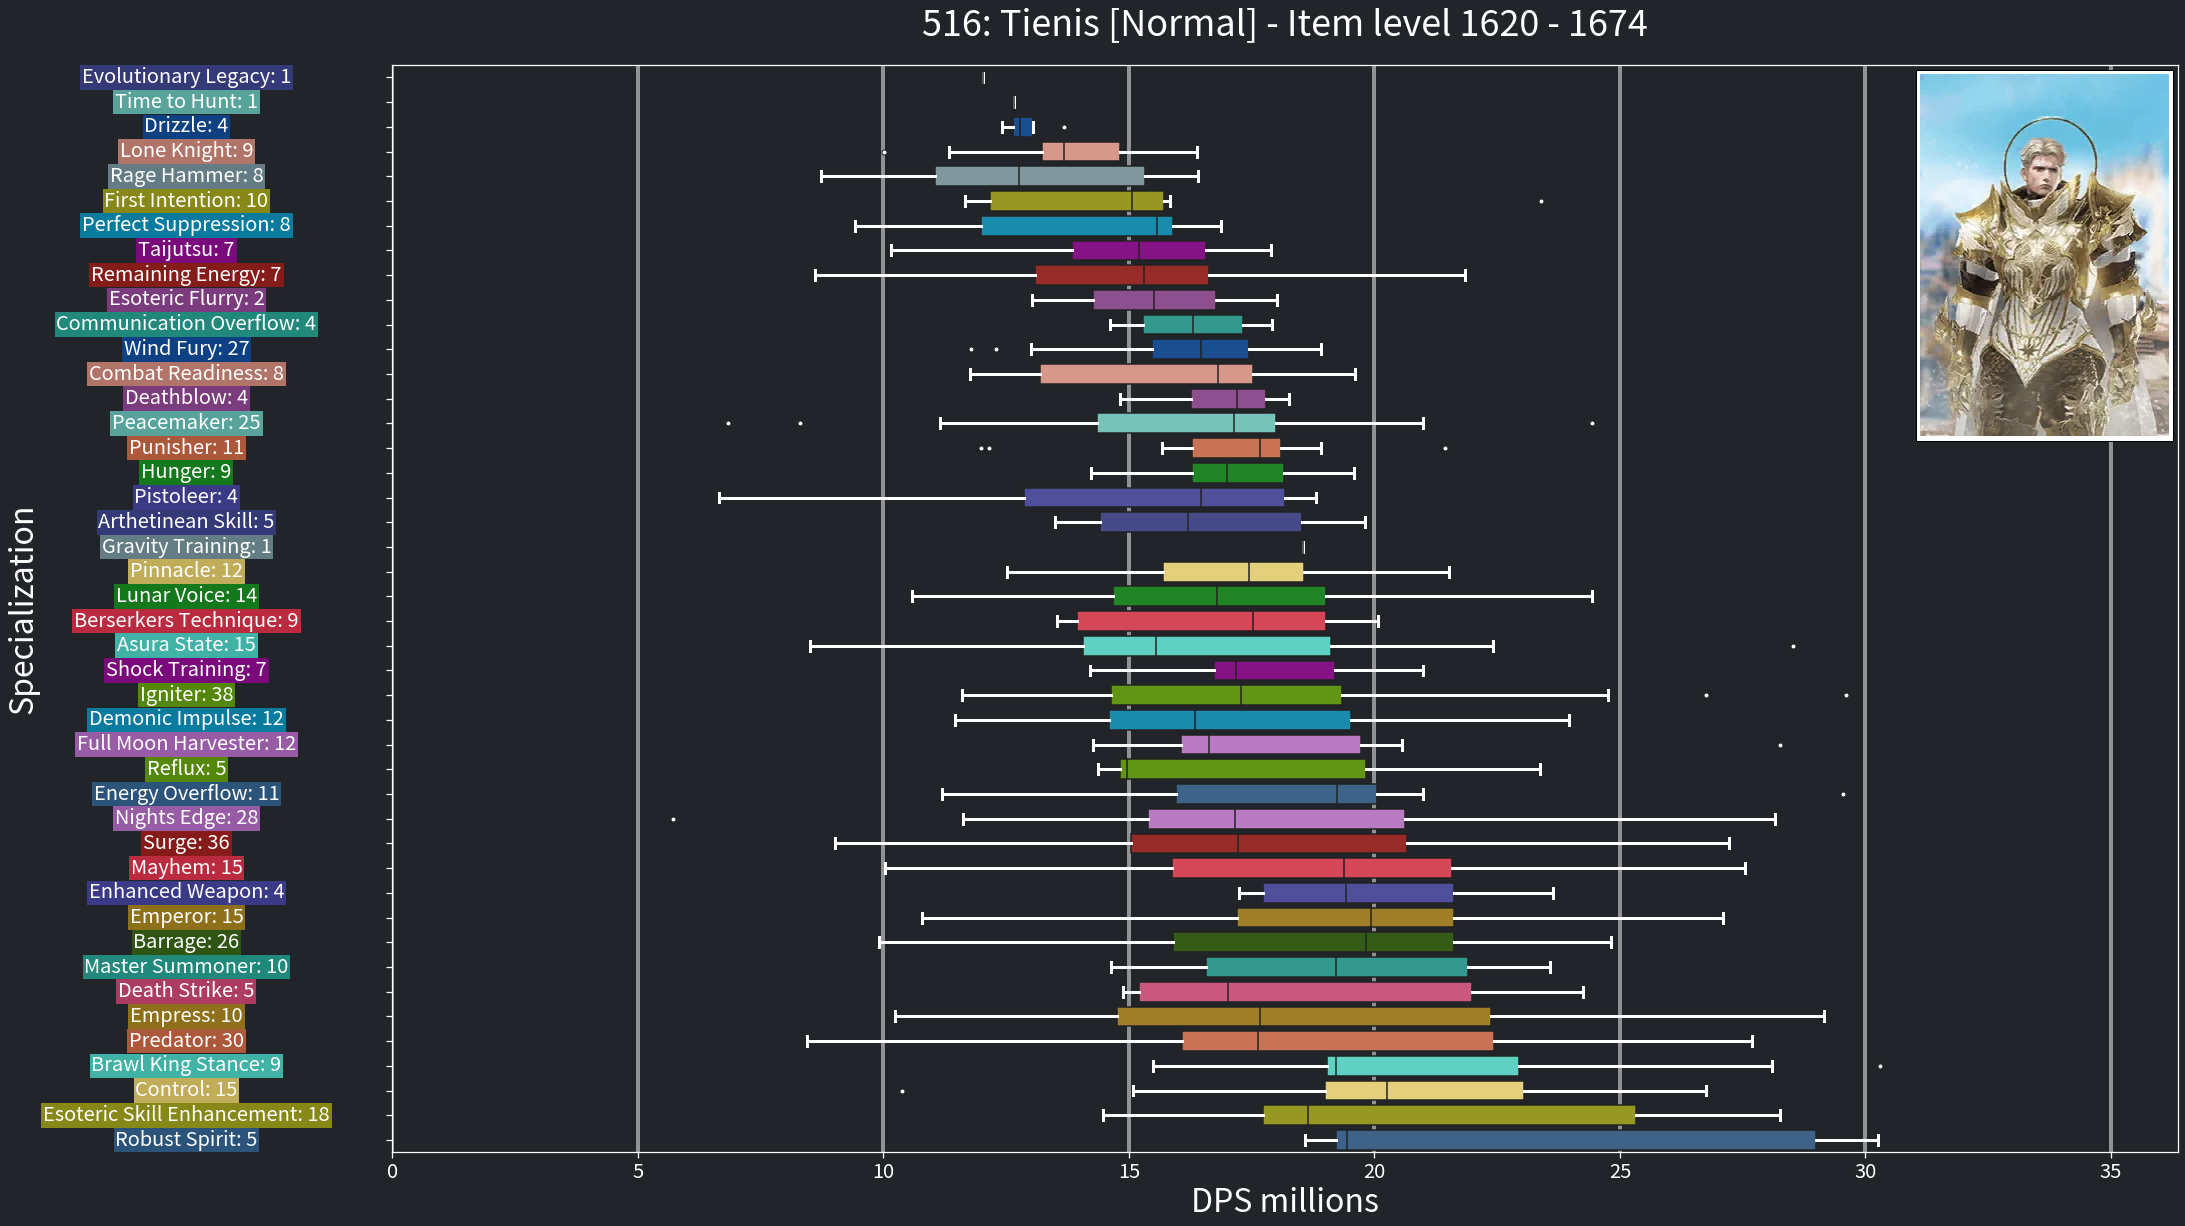 516: Tienis [Normal] - Item level 1620 - 1674
Evolutionary Legacy: 1
Time to Hunt: 1
Drizzle: 4
Lone Knight: 9
Rage Hammer: 8
First Intention: 10
Perfect Suppression: 8
Taijutsu: 7
Remaining Energy: 7
Esoteric Flurry: 2
Communication Overflow: 4
Wind Fury: 27
Combat Readiness: 8
Deathblow: 4
Peacemaker: 25
Punisher: 11
Hunger: 9
Pistoleer: 4
Arthetinean Skill: 5
Gravity Training: 1
Pinnacle: 12
Lunar Voice: 14
Berserkers Technique: 9
Asura State: 15
Shock Training: 7
Igniter: 38
Demonic Impulse: 12
Full Moon Harvester: 12
Reflux: 5
Energy Overflow: 11
Nights Edge: 28
Surge: 36
Mayhem: 15
Enhanced Weapon: 4
Emperor: 15
Barrage: 26
Master Summoner: 10
Death Strike: 5
Empress: 10
Predator: 30
Brawl King Stance: 9
Control: 15
Esoteric Skill Enhancement: 18
Robust Spirit: 5
Specialization
0 5 10 15 20 25 30 35
DPS millions